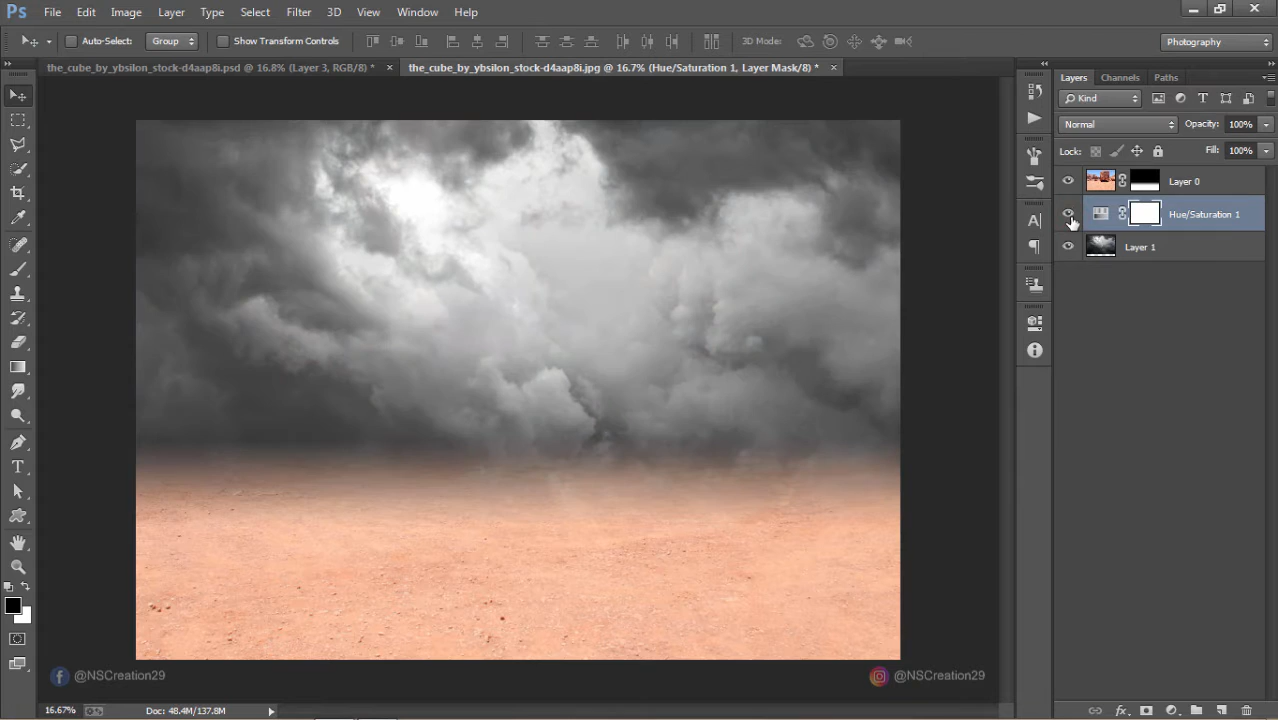 Ps File Edit Image Layer Type Select Filter 3D View Window Help
Auto-Select: Group Show Transform Controls 3D Mode: Photography
the_cube_by_ybsilon_stock-d4aap8i.psd @ 16.8% (Layer 3, RGB/8) * × the_cube_by_ybsilon_stock-d4aap8i.jpg @ 16.7% (Hue/Saturation 1, Layer Mask/8) * ×
Layers Channels Paths
Kind
Normal Opacity: 100%
Lock: Fill: 100%
Layer 0
Hue/Saturation 1
Layer 1
@NSCreation29 @NSCreation29
16.67% Doc: 48.4M/137.8M